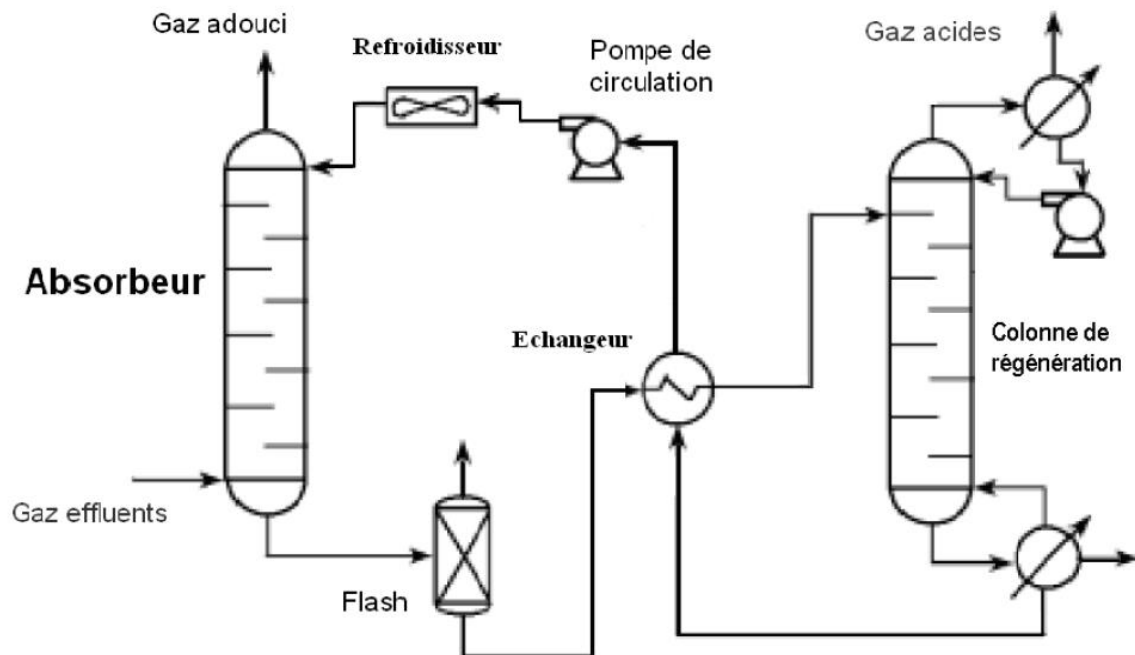 Gaz adouci
Refroidisseur
Pompe de
circulation
Gaz acides
Absorbeur
Echangeur
Colonne de
régénération
Gaz effluents
Flash